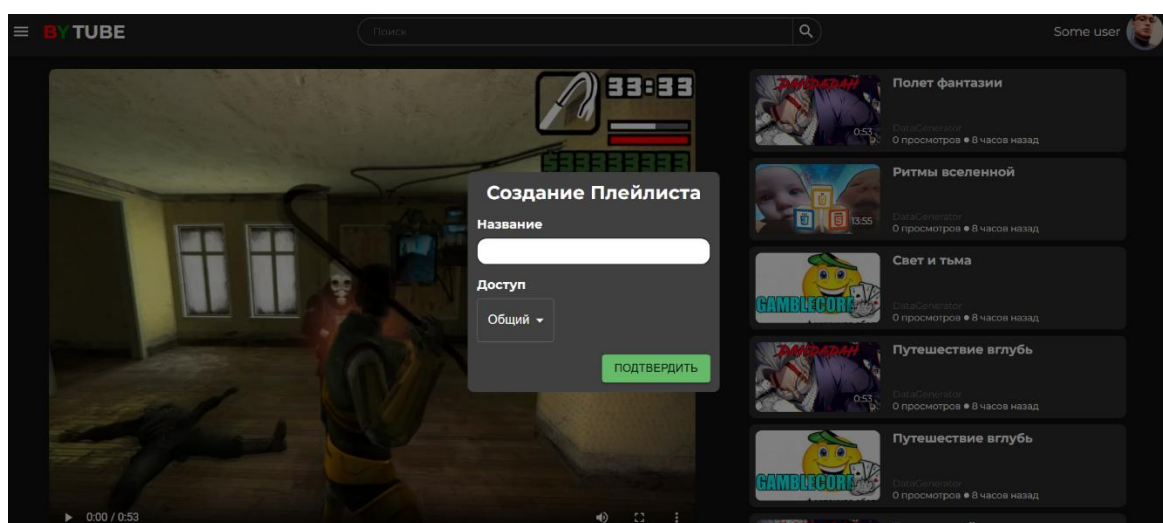 BYTUBE
Поиск
Some user
33:33
Создание Плейлиста
Название
Доступ
Общий
ПОДТВЕРДИТЬ
0:00 / 0:53
DANDADAN
0:53
Полет фантазии
DataGenerator
0 просмотров • 8 часов назад
13:55
Ритмы вселенной
DataGenerator
0 просмотров • 8 часов назад
GAMBLECORE
Свет и тьма
DataGenerator
0 просмотров • 8 часов назад
DANDADAN
0:53
Путешествие вглубь
DataGenerator
0 просмотров • 8 часов назад
GAMBLECORE
Путешествие вглубь
DataGenerator
0 просмотров • 8 часов назад